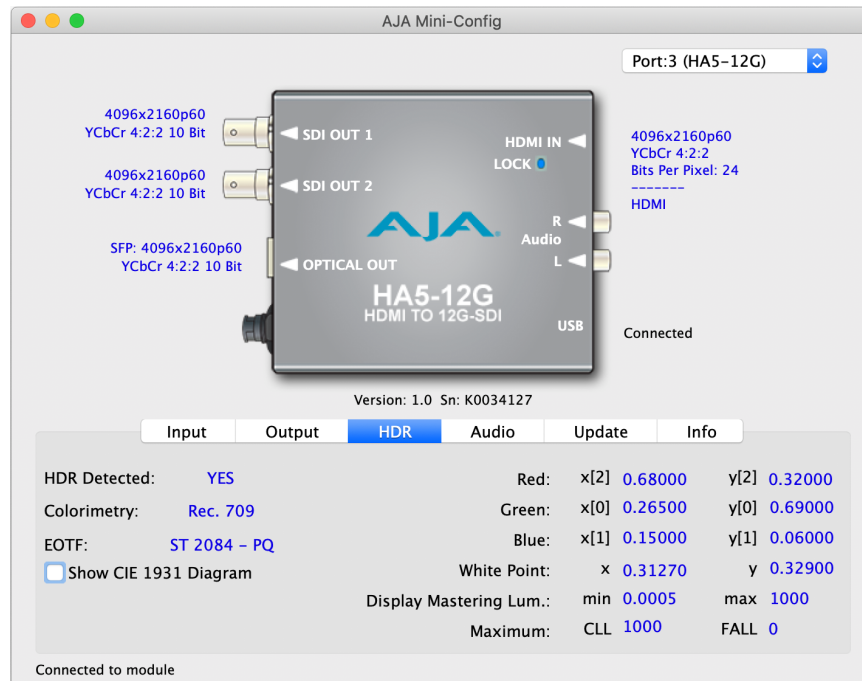 AJA Mini-Config
Port:3 (HA5-12G)
4096x2160p60
YCbCr 4:2:2 10 Bit
SDI OUT 1
HDMI IN
LOCK
4096x2160p60
YCbCr 4:2:2
Bits Per Pixel: 24
-------
HDMI
4096x2160p60
YCbCr 4:2:2 10 Bit
SDI OUT 2
AJA
R
Audio
L
SFP: 4096x2160p60
YCbCr 4:2:2 10 Bit
OPTICAL OUT
HA5-12G
HDMI TO 12G-SDI
USB
Connected
Version: 1.0 Sn: K0034127
Input Output HDR Audio Update Info
HDR Detected: YES
Colorimetry: Rec. 709
EOTF: ST 2084 - PQ
Show CIE 1931 Diagram
Red: x[2] 0.68000 y[2] 0.32000
Green: x[0] 0.26500 y[0] 0.69000
Blue: x[1] 0.15000 y[1] 0.06000
White Point: x 0.31270 y 0.32900
Display Mastering Lum.: min 0.0005 max 1000
Maximum: CLL 1000 FALL 0
Connected to module